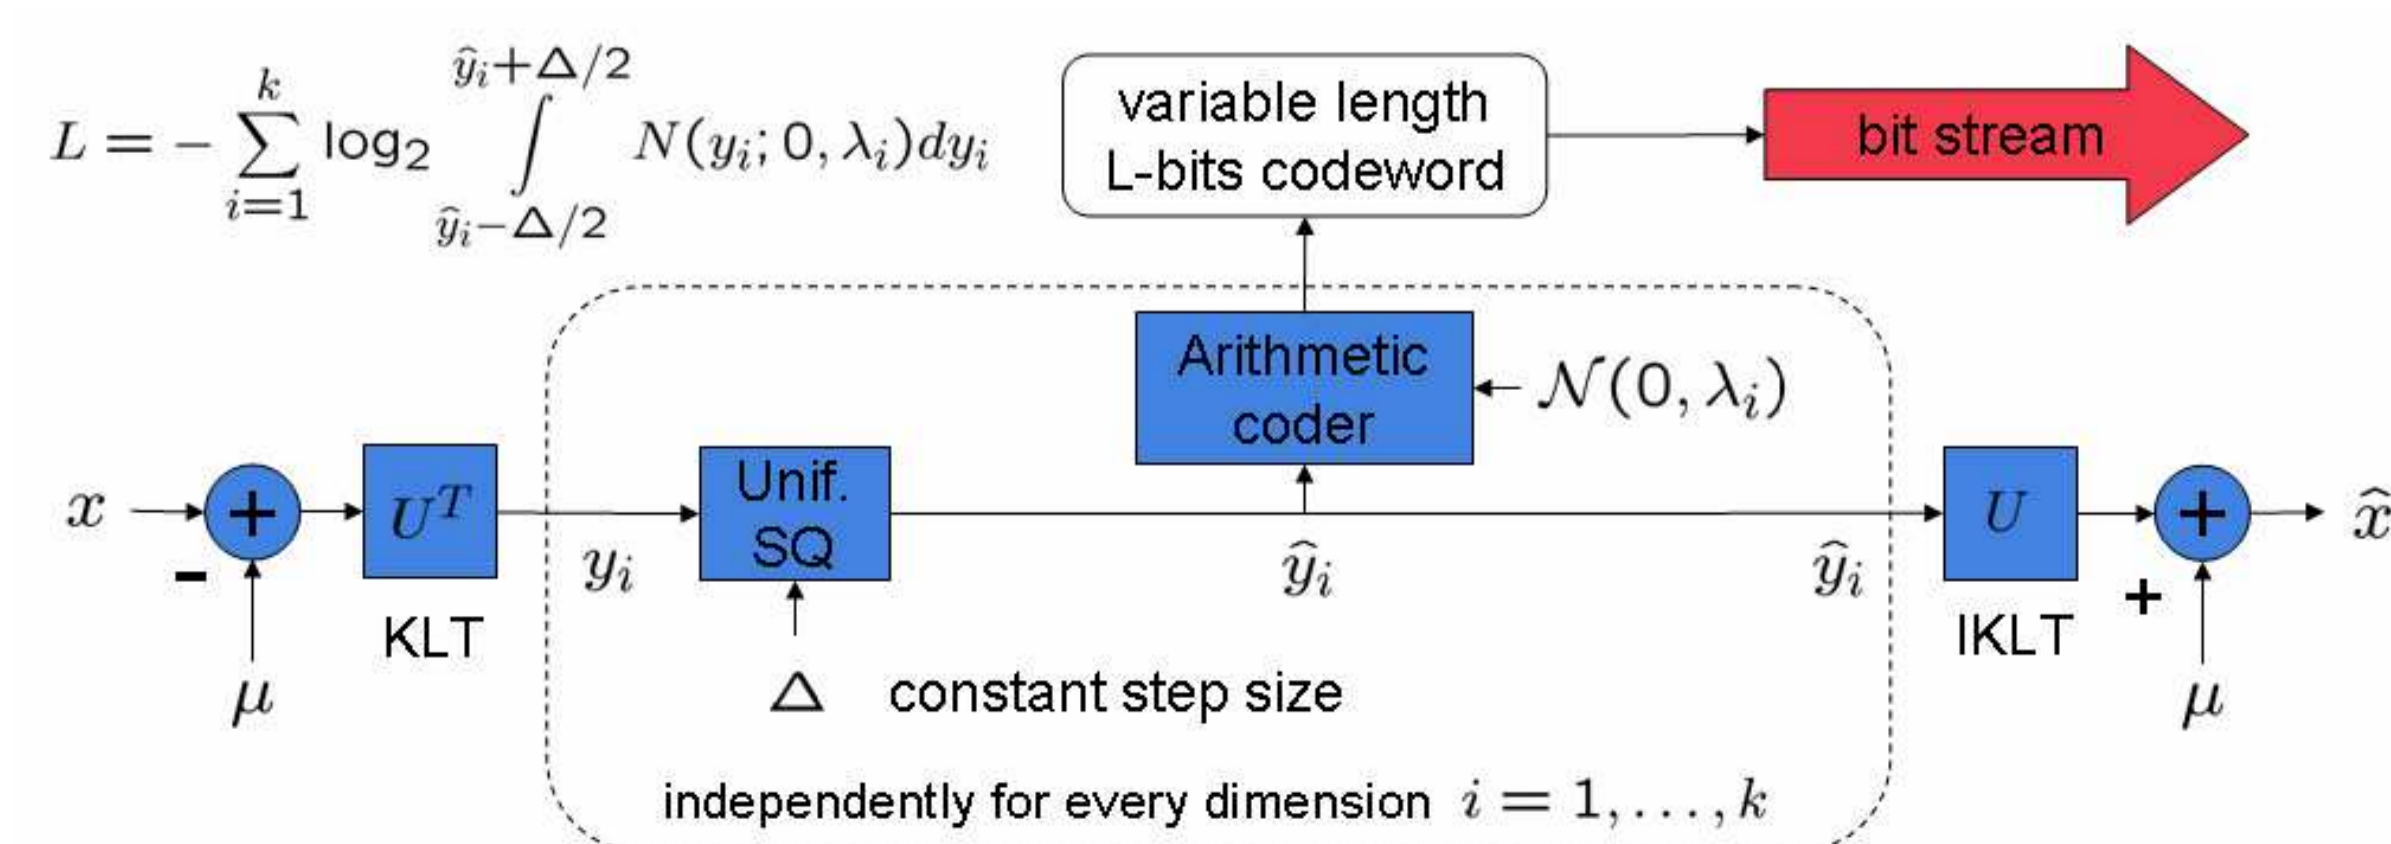 L = − ∑_{i=1}^{k} log₂ ∫_{ŷᵢ−Δ/2}^{ŷᵢ+Δ/2} N(yᵢ; 0, λᵢ)dyᵢ
variable length
L-bits codeword
bit stream
Arithmetic
coder
𝒩(0, λᵢ)
x
+
-
μ
Uᵀ
KLT
yᵢ
Unif.
SQ
Δ constant step size
ŷᵢ
ŷᵢ
U
IKLT
+
+
μ
x̂
independently for every dimension i = 1, . . . , k